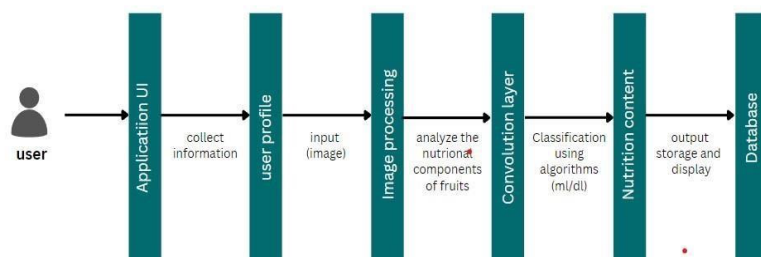 user
Applicatiion UI
collect
information
user profile
input
(image)
Image processing
analyze the
nutrional
components
of fruits
Convolution layer
Classification
using
algorithms
(ml/dl)
Nutrition content
output
storage and
display
Database